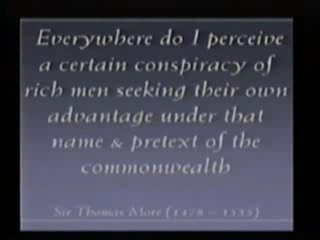 Everywhere do I perceive
a certain conspiracy of
rich men seeking their own
advantage under that
name & pretext of the
commonwealth
Sir Thomas More (1478 – 1535)